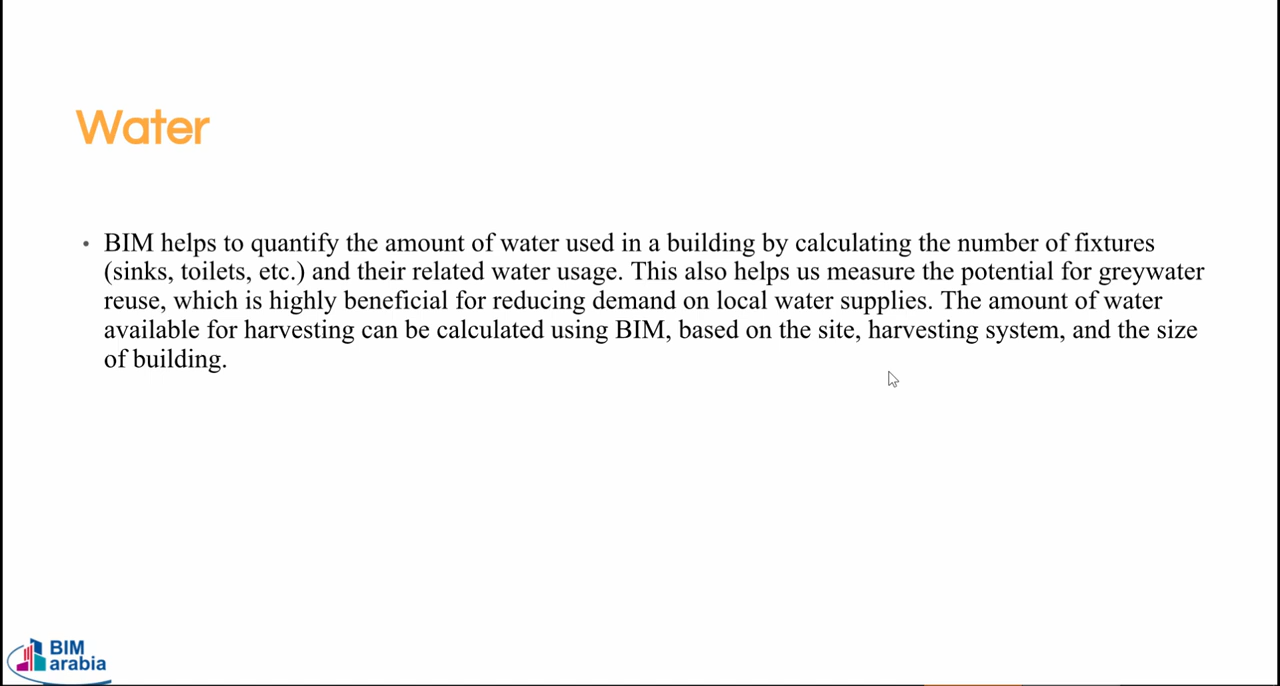 Water
• BIM helps to quantify the amount of water used in a building by calculating the number of fixtures
(sinks, toilets, etc.) and their related water usage. This also helps us measure the potential for greywater
reuse, which is highly beneficial for reducing demand on local water supplies. The amount of water
available for harvesting can be calculated using BIM, based on the site, harvesting system, and the size
of building.
BIM
arabia